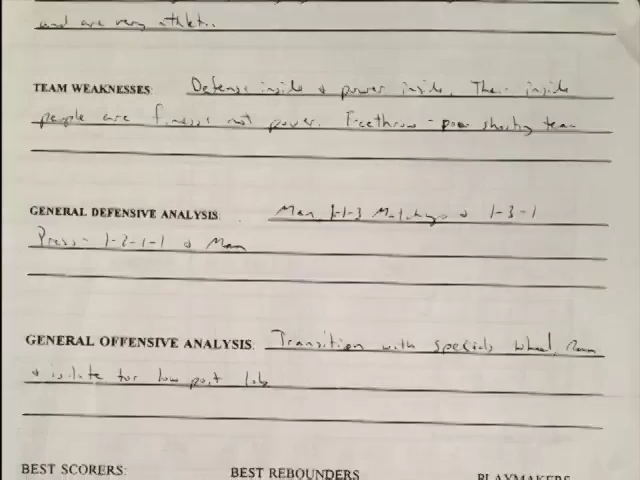 and are very athletic.
TEAM WEAKNESSES: Defense inside & power inside. Their inside
people are finesse not power. Freethrow - poor shooting team
GENERAL DEFENSIVE ANALYSIS: Man, 1-1-3 Matchup & 1-3-1
Press - 1-2-1-1 & Man
GENERAL OFFENSIVE ANALYSIS: Transition with specials Wheel,
& isolate for low post lob
BEST SCORERS: BEST REBOUNDERS PLAYMAKERS